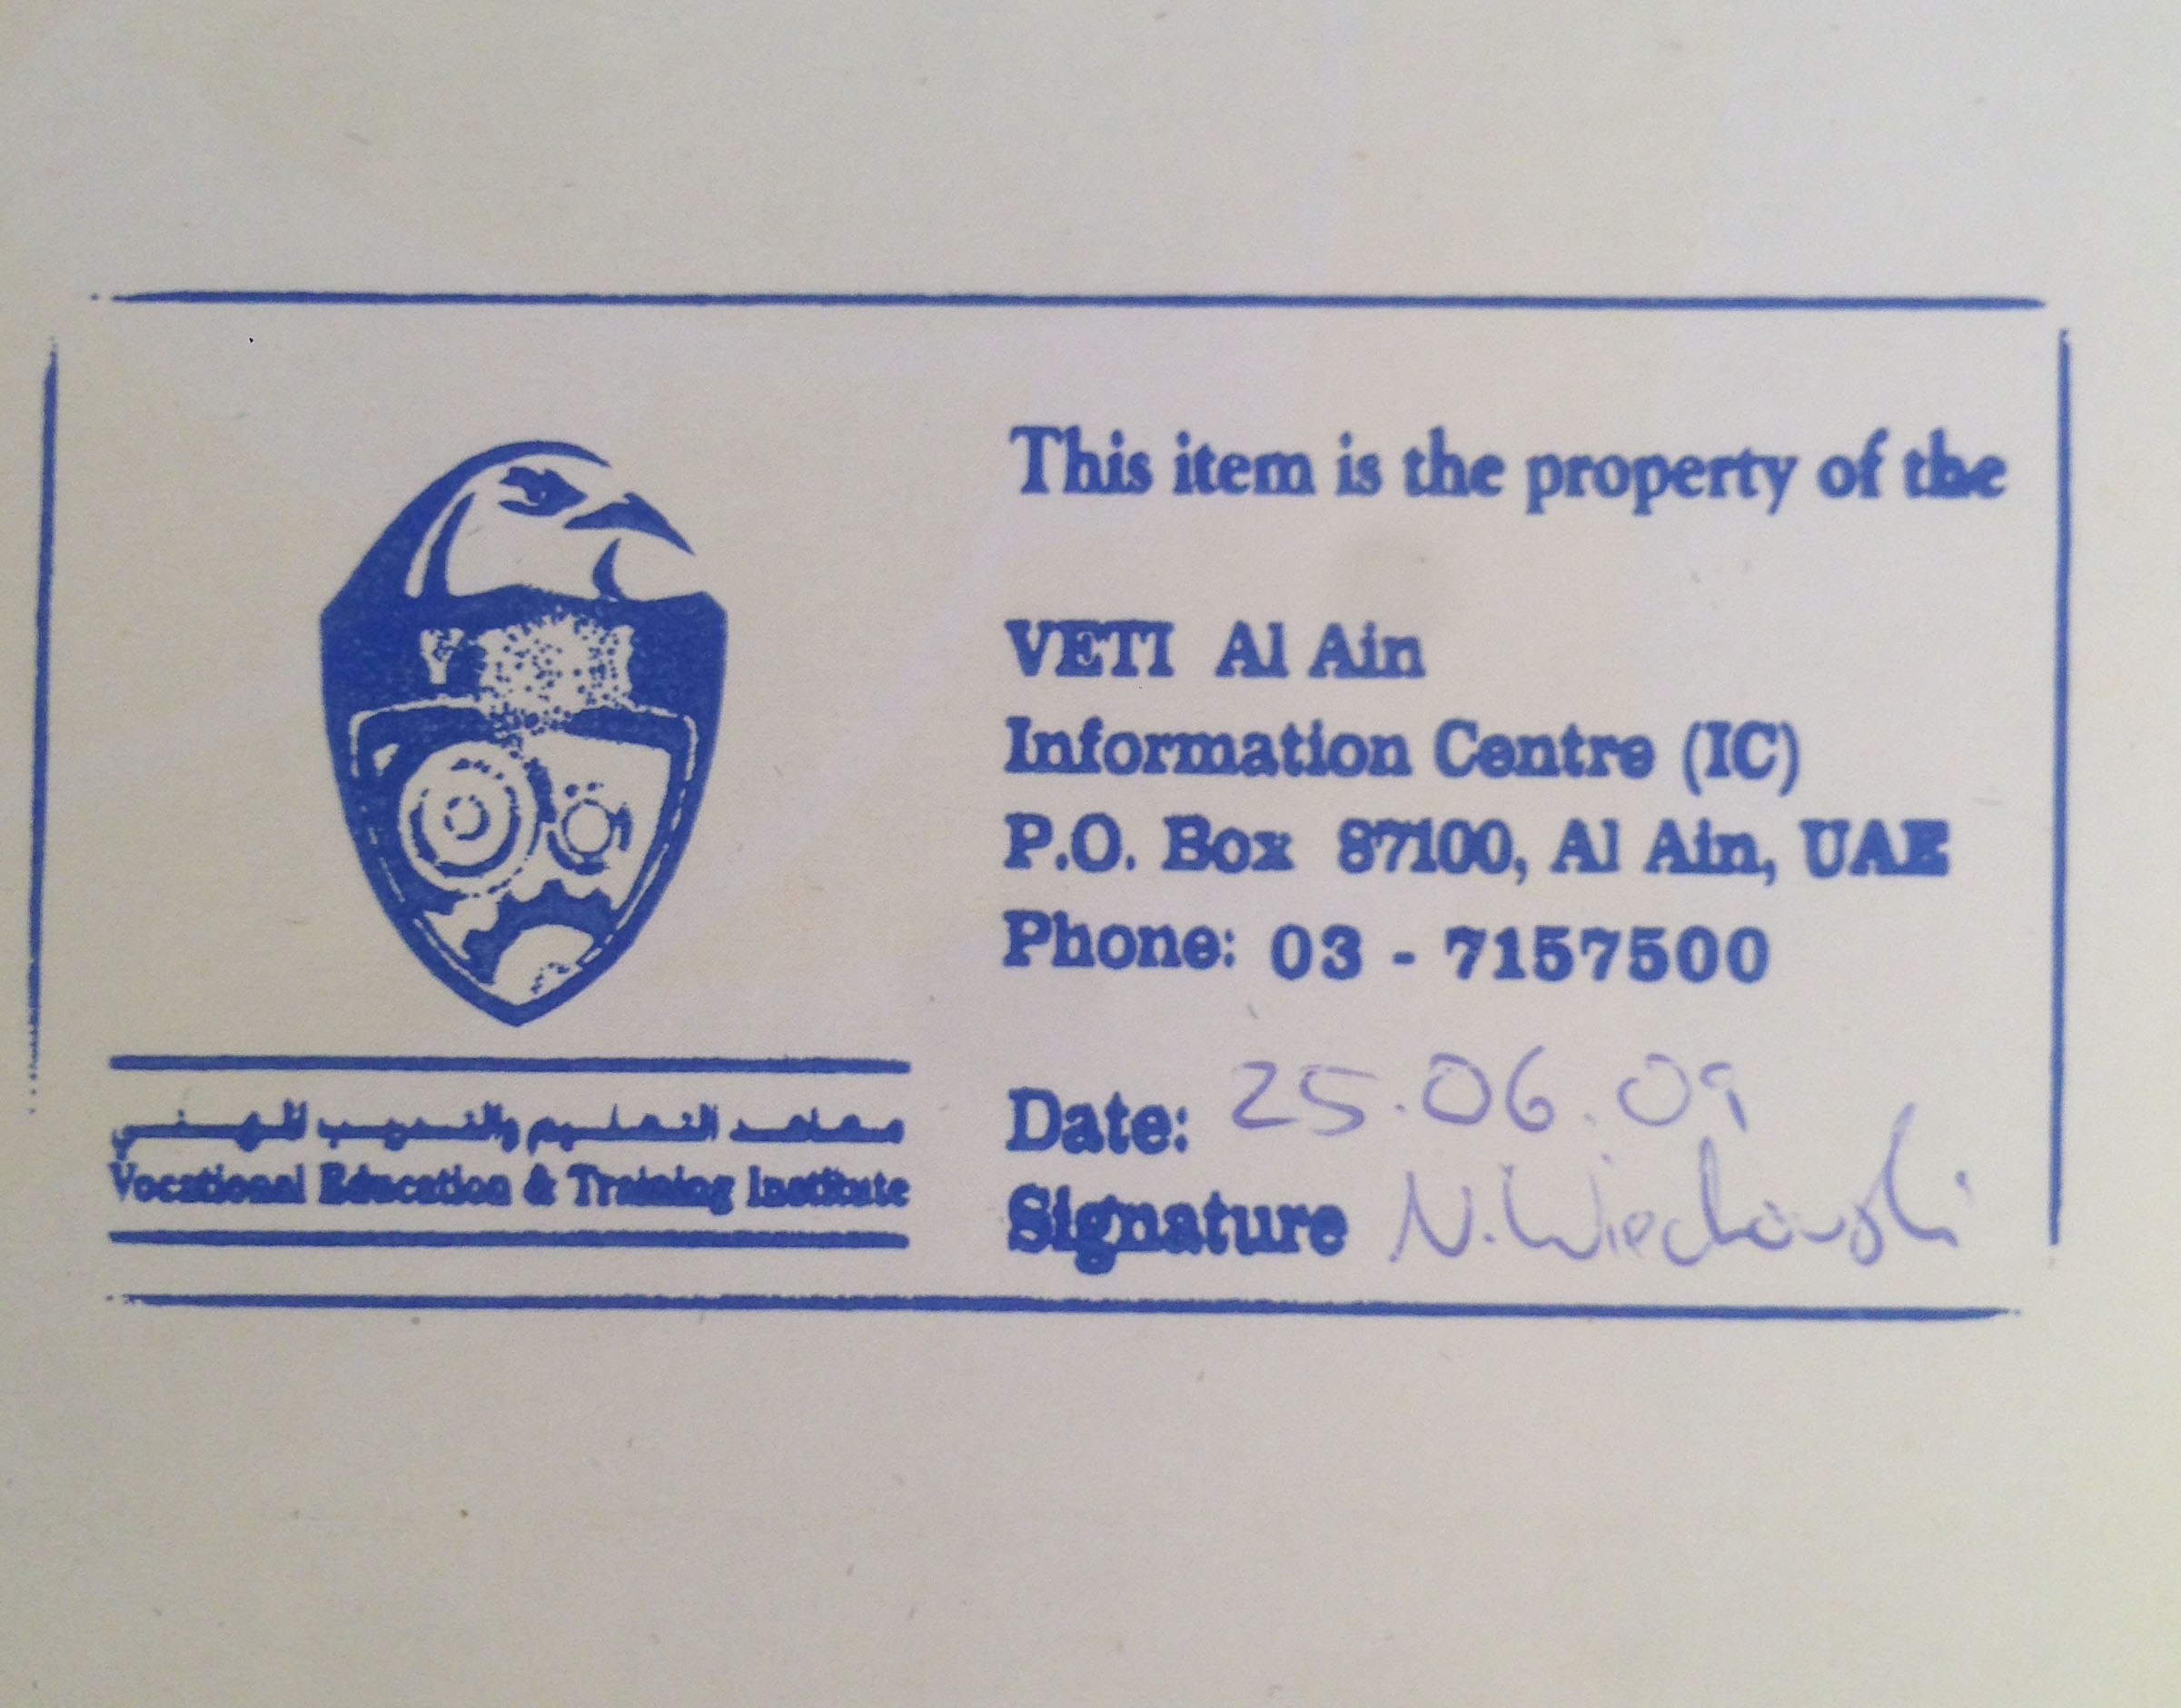 This item is the property of the
VETI Al Ain
Information Centre (IC)
P.O. Box 87100, Al Ain, UAE
Phone: 03 - 7157500
Date: 25.06.09
Signature N.
معاهد التعليم والتدريب المهني
Vocational Education & Training Institute